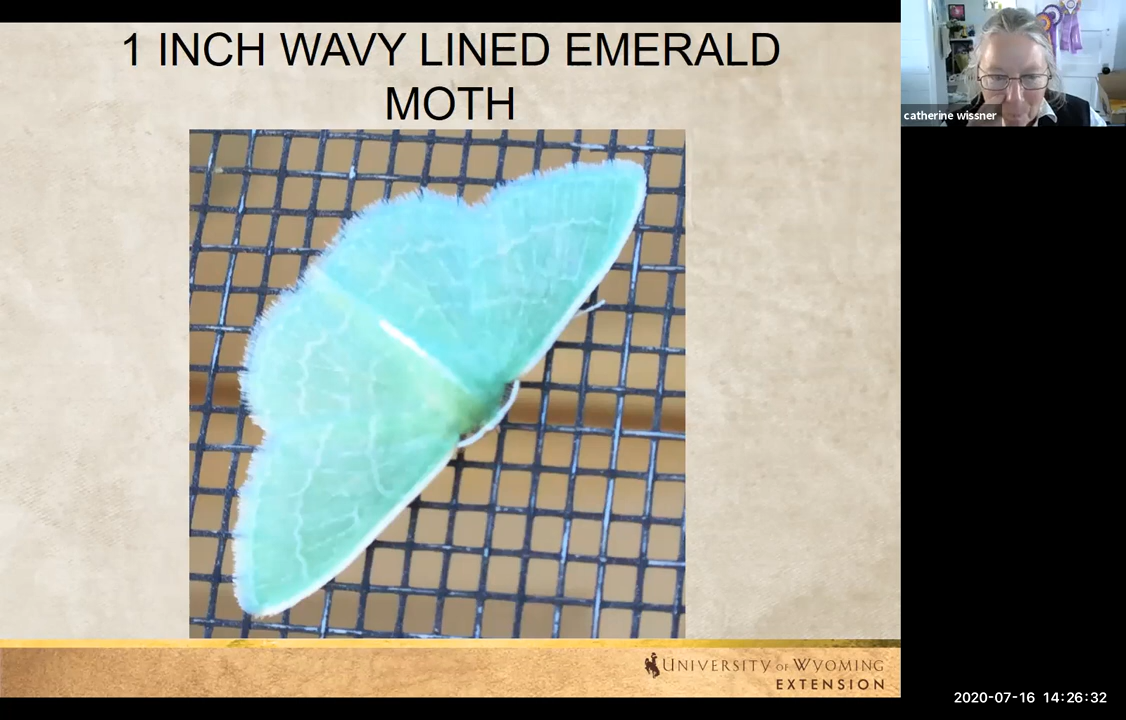 1 INCH WAVY LINED EMERALD
MOTH
catherine wissner
UNIVERSITY OF WYOMING
EXTENSION
2020-07-16 14:26:32